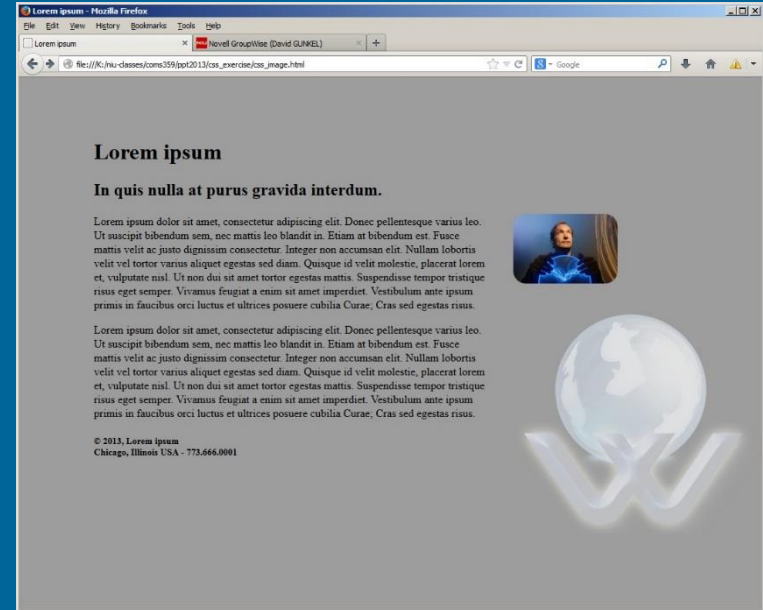 Lorem ipsum - Mozilla Firefox
File Edit View History Bookmarks Tools Help
Lorem ipsum × Novell GroupWise (David GUNKEL) × +
file:///K:/niu-classes/coms359/ppt2013/css_exercise/css_image.html Google
Lorem ipsum
In quis nulla at purus gravida interdum.
Lorem ipsum dolor sit amet, consectetur adipiscing elit. Donec pellentesque varius leo.
Ut suscipit bibendum sem, nec mattis leo blandit in. Etiam at bibendum est. Fusce
mattis velit ac justo dignissim consectetur. Integer non accumsan elit. Nullam lobortis
velit vel tortor varius aliquet egestas sed diam. Quisque id velit molestie, placerat lorem
et, vulputate nisl. Ut non dui sit amet tortor egestas mattis. Suspendisse tempor tristique
risus eget semper. Vivamus feugiat a enim sit amet imperdiet. Vestibulum ante ipsum
primis in faucibus orci luctus et ultrices posuere cubilia Curae; Cras sed egestas risus.
Lorem ipsum dolor sit amet, consectetur adipiscing elit. Donec pellentesque varius leo.
Ut suscipit bibendum sem, nec mattis leo blandit in. Etiam at bibendum est. Fusce
mattis velit ac justo dignissim consectetur. Integer non accumsan elit. Nullam lobortis
velit vel tortor varius aliquet egestas sed diam. Quisque id velit molestie, placerat lorem
et, vulputate nisl. Ut non dui sit amet tortor egestas mattis. Suspendisse tempor tristique
risus eget semper. Vivamus feugiat a enim sit amet imperdiet. Vestibulum ante ipsum
primis in faucibus orci luctus et ultrices posuere cubilia Curae; Cras sed egestas risus.
© 2013, Lorem ipsum
Chicago, Illinois USA - 773.666.0001
W